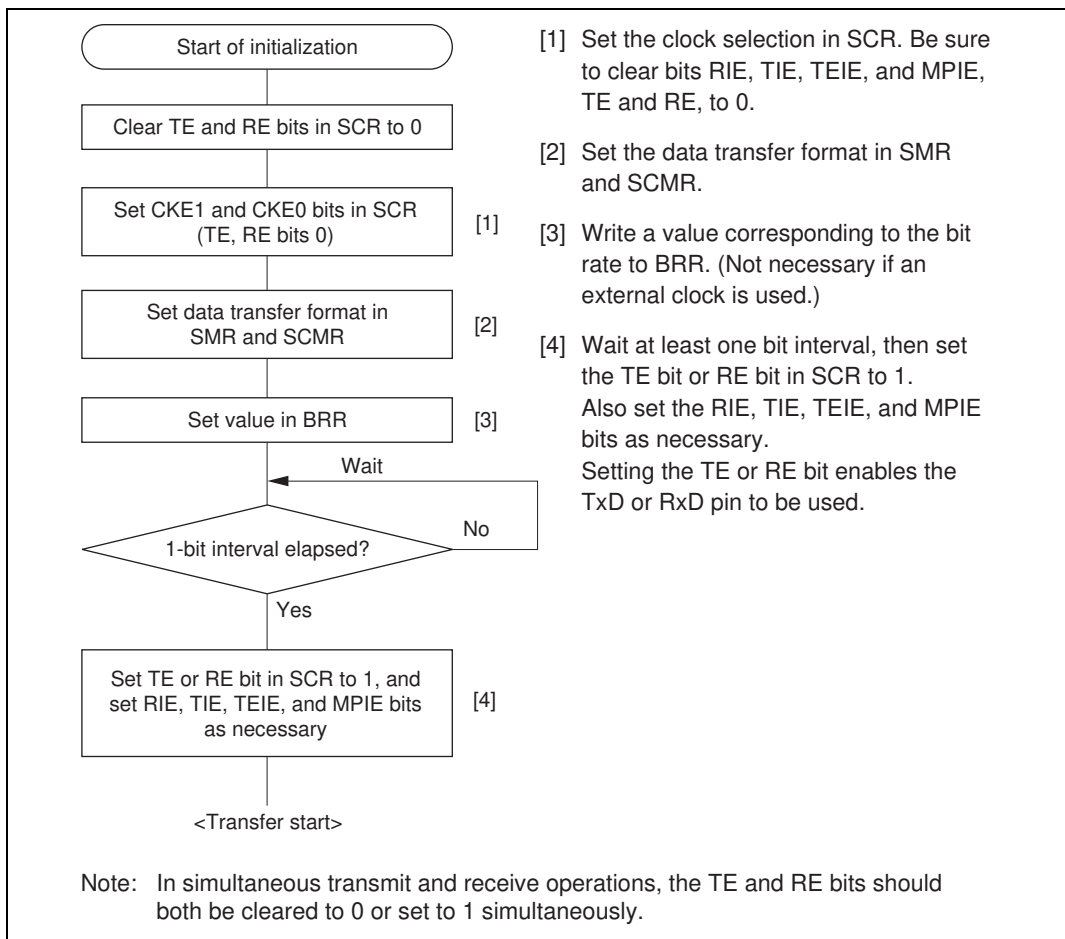 Start of initialization
Clear TE and RE bits in SCR to 0
Set CKE1 and CKE0 bits in SCR
(TE, RE bits 0)
[1]
Set data transfer format in
SMR and SCMR
[2]
Set value in BRR
[3]
Wait
1-bit interval elapsed?
No
Yes
Set TE or RE bit in SCR to 1, and
set RIE, TIE, TEIE, and MPIE bits
as necessary
[4]
<Transfer start>
[1] Set the clock selection in SCR. Be sure
to clear bits RIE, TIE, TEIE, and MPIE,
TE and RE, to 0.
[2] Set the data transfer format in SMR
and SCMR.
[3] Write a value corresponding to the bit
rate to BRR. (Not necessary if an
external clock is used.)
[4] Wait at least one bit interval, then set
the TE bit or RE bit in SCR to 1.
Also set the RIE, TIE, TEIE, and MPIE
bits as necessary.
Setting the TE or RE bit enables the
TxD or RxD pin to be used.
Note: In simultaneous transmit and receive operations, the TE and RE bits should
both be cleared to 0 or set to 1 simultaneously.